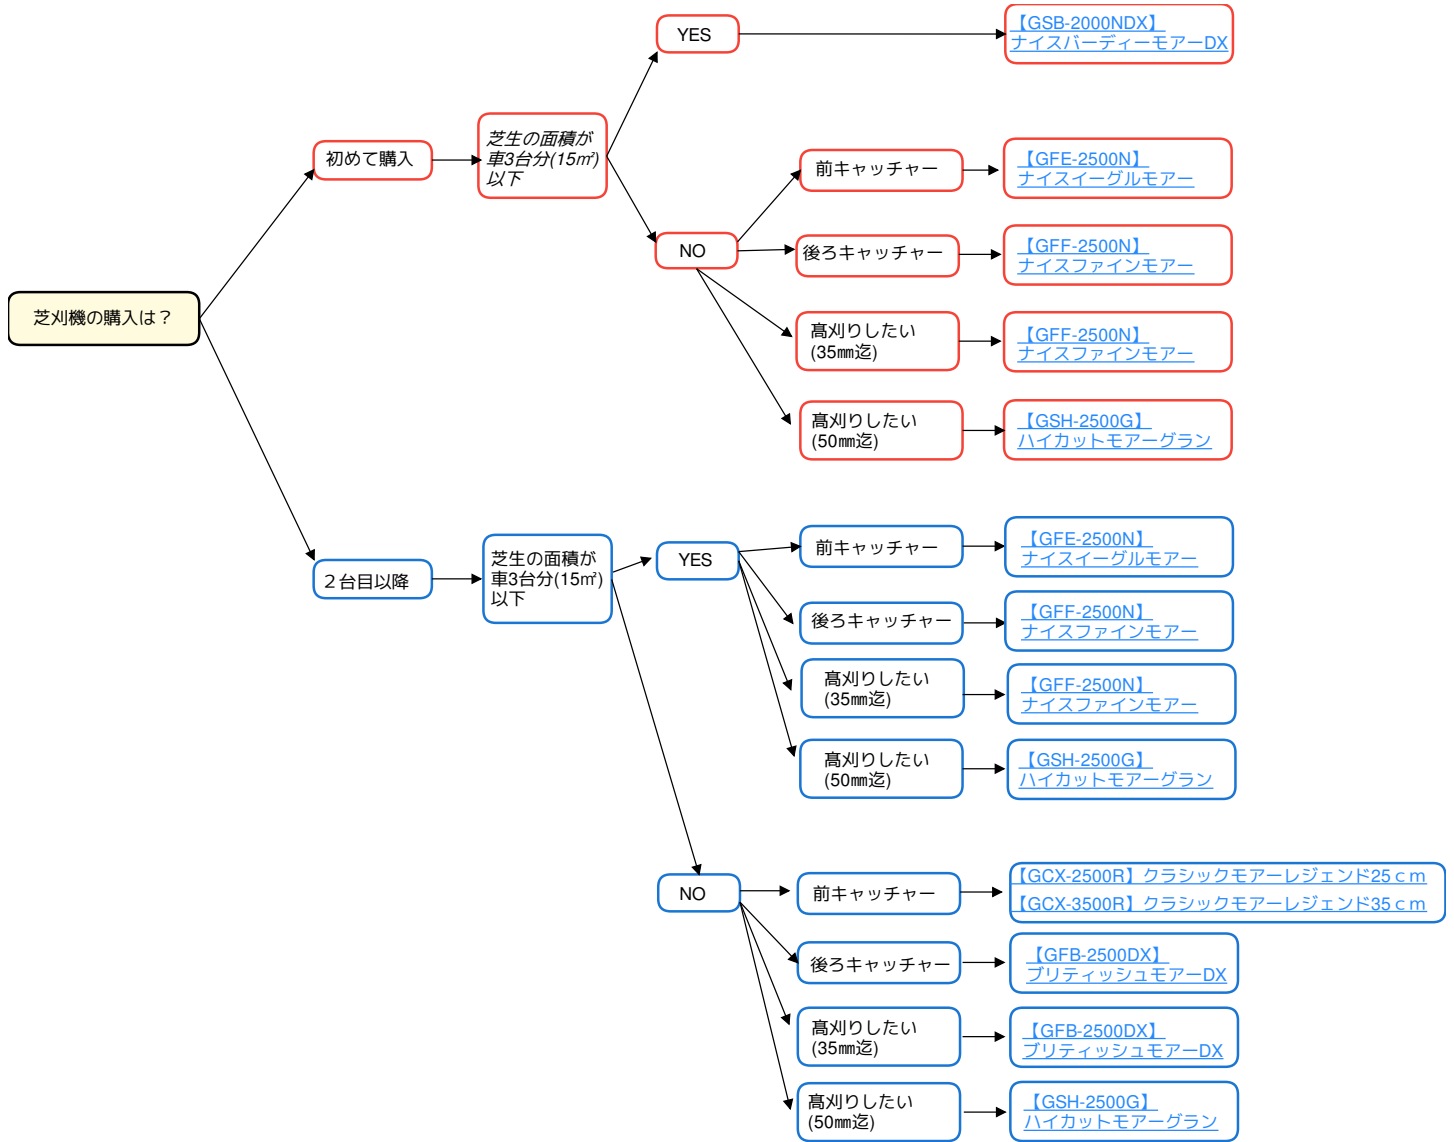 芝刈機の購入は？
初めて購入
芝生の面積が
車3台分(15㎡)
以下
YES
【GSB-2000NDX】
ナイスバーディーモアーDX
NO
前キャッチャー
【GFE-2500N】
ナイスイーグルモアー
後ろキャッチャー
【GFF-2500N】
ナイスファインモアー
髙刈りしたい
(35㎜迄)
【GFF-2500N】
ナイスファインモアー
髙刈りしたい
(50㎜迄)
【GSH-2500G】
ハイカットモアーグラン
２台目以降
芝生の面積が
車3台分(15㎡)
以下
YES
前キャッチャー
【GFE-2500N】
ナイスイーグルモアー
後ろキャッチャー
【GFF-2500N】
ナイスファインモアー
髙刈りしたい
(35㎜迄)
【GFF-2500N】
ナイスファインモアー
髙刈りしたい
(50㎜迄)
【GSH-2500G】
ハイカットモアーグラン
NO
前キャッチャー
【GCX-2500R】クラシックモアーレジェンド25ｃｍ
【GCX-3500R】クラシックモアーレジェンド35ｃｍ
後ろキャッチャー
【GFB-2500DX】
ブリティッシュモアーDX
髙刈りしたい
(35㎜迄)
【GFB-2500DX】
ブリティッシュモアーDX
髙刈りしたい
(50㎜迄)
【GSH-2500G】
ハイカットモアーグラン